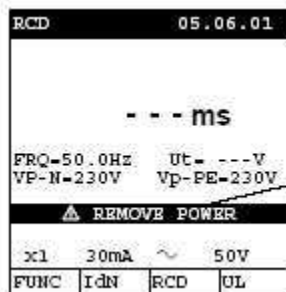 RCD 05.06.01
- - - ms
FRQ=50.0Hz Ut= ---V
VP-N=230V Vp-PE=230V
⚠ REMOVE POWER
x1 30mA ~ 50V
FUNC IdN RCD UL